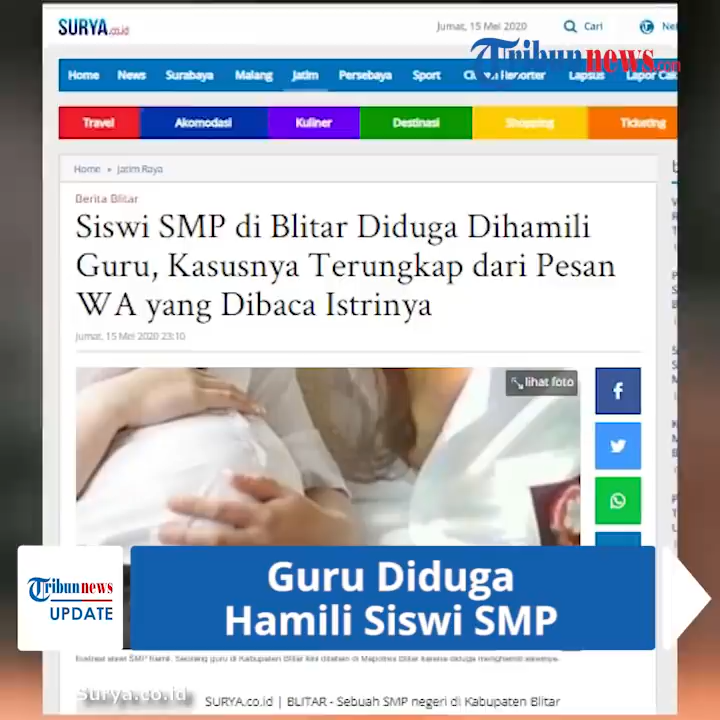 SURYA.co.id
Jumat, 15 Mei 2020
Cari
Tribunnews.com
Home News Surabaya Malang Jatim Persebaya Sport Lapsus
Travel Akomodasi Kuliner Destinasi Shopping Ticketing
Home » Jatim Raya
Berita Blitar
Siswi SMP di Blitar Diduga Dihamili
Guru, Kasusnya Terungkap dari Pesan
WA yang Dibaca Istrinya
Jumat, 15 Mei 2020 23:10
lihat foto
Tribunnews
UPDATE
Guru Diduga
Hamili Siswi SMP
Surya.co.id
SURYA.co.id | BLITAR - Sebuah SMP negeri di Kabupaten Blitar